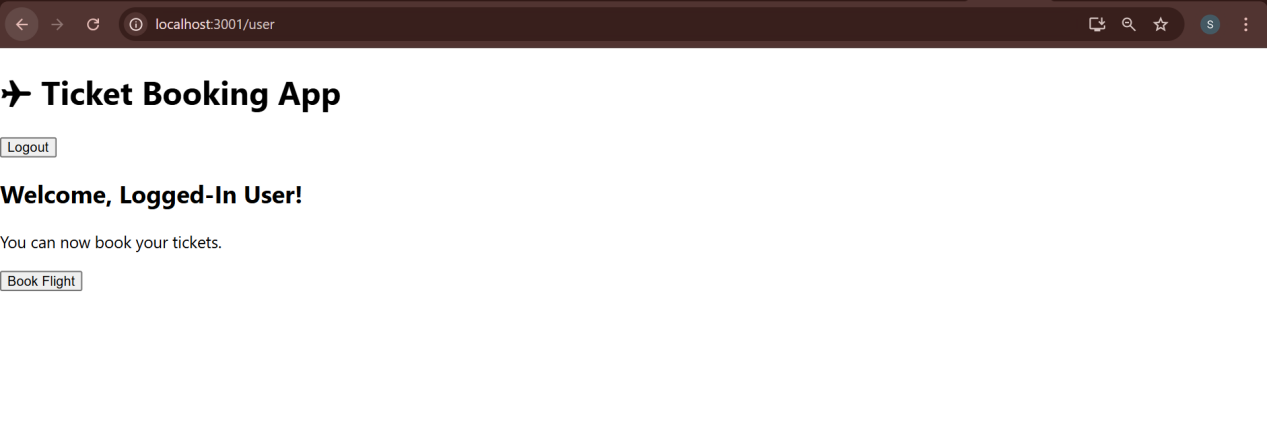 localhost:3001/user
S
✈ Ticket Booking App
Logout
Welcome, Logged-In User!
You can now book your tickets.
Book Flight